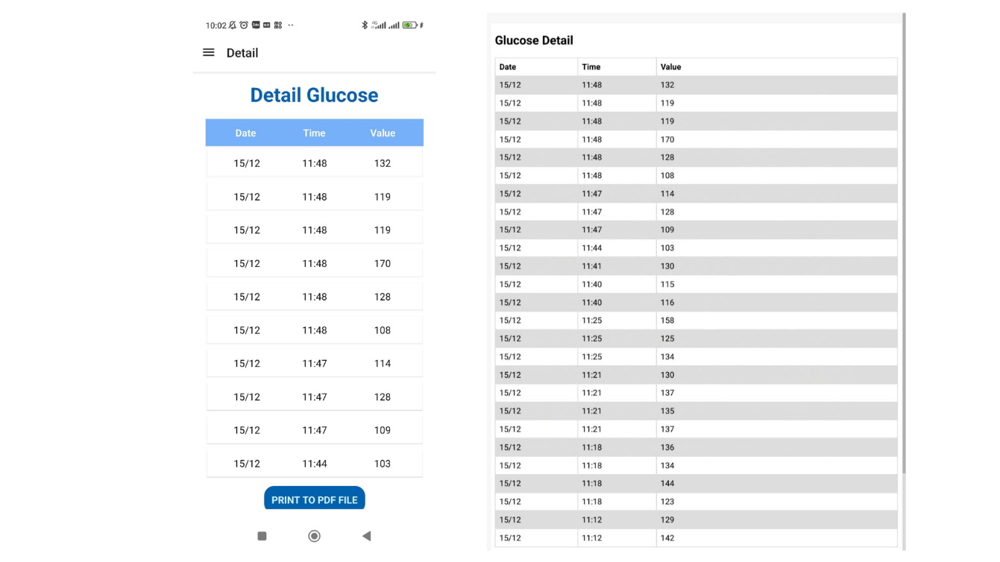 10:02
Detail
Detail Glucose
Date Time Value
15/12 11:48 132
15/12 11:48 119
15/12 11:48 119
15/12 11:48 170
15/12 11:48 128
15/12 11:48 108
15/12 11:47 114
15/12 11:47 128
15/12 11:47 109
15/12 11:44 103
PRINT TO PDF FILE
Glucose Detail
Date Time Value
15/12 11:48 132
15/12 11:48 119
15/12 11:48 119
15/12 11:48 170
15/12 11:48 128
15/12 11:48 108
15/12 11:47 114
15/12 11:47 128
15/12 11:47 109
15/12 11:44 103
15/12 11:41 130
15/12 11:40 115
15/12 11:40 116
15/12 11:25 158
15/12 11:25 125
15/12 11:25 134
15/12 11:21 130
15/12 11:21 137
15/12 11:21 135
15/12 11:21 137
15/12 11:18 136
15/12 11:18 134
15/12 11:18 144
15/12 11:18 123
15/12 11:12 129
15/12 11:12 142